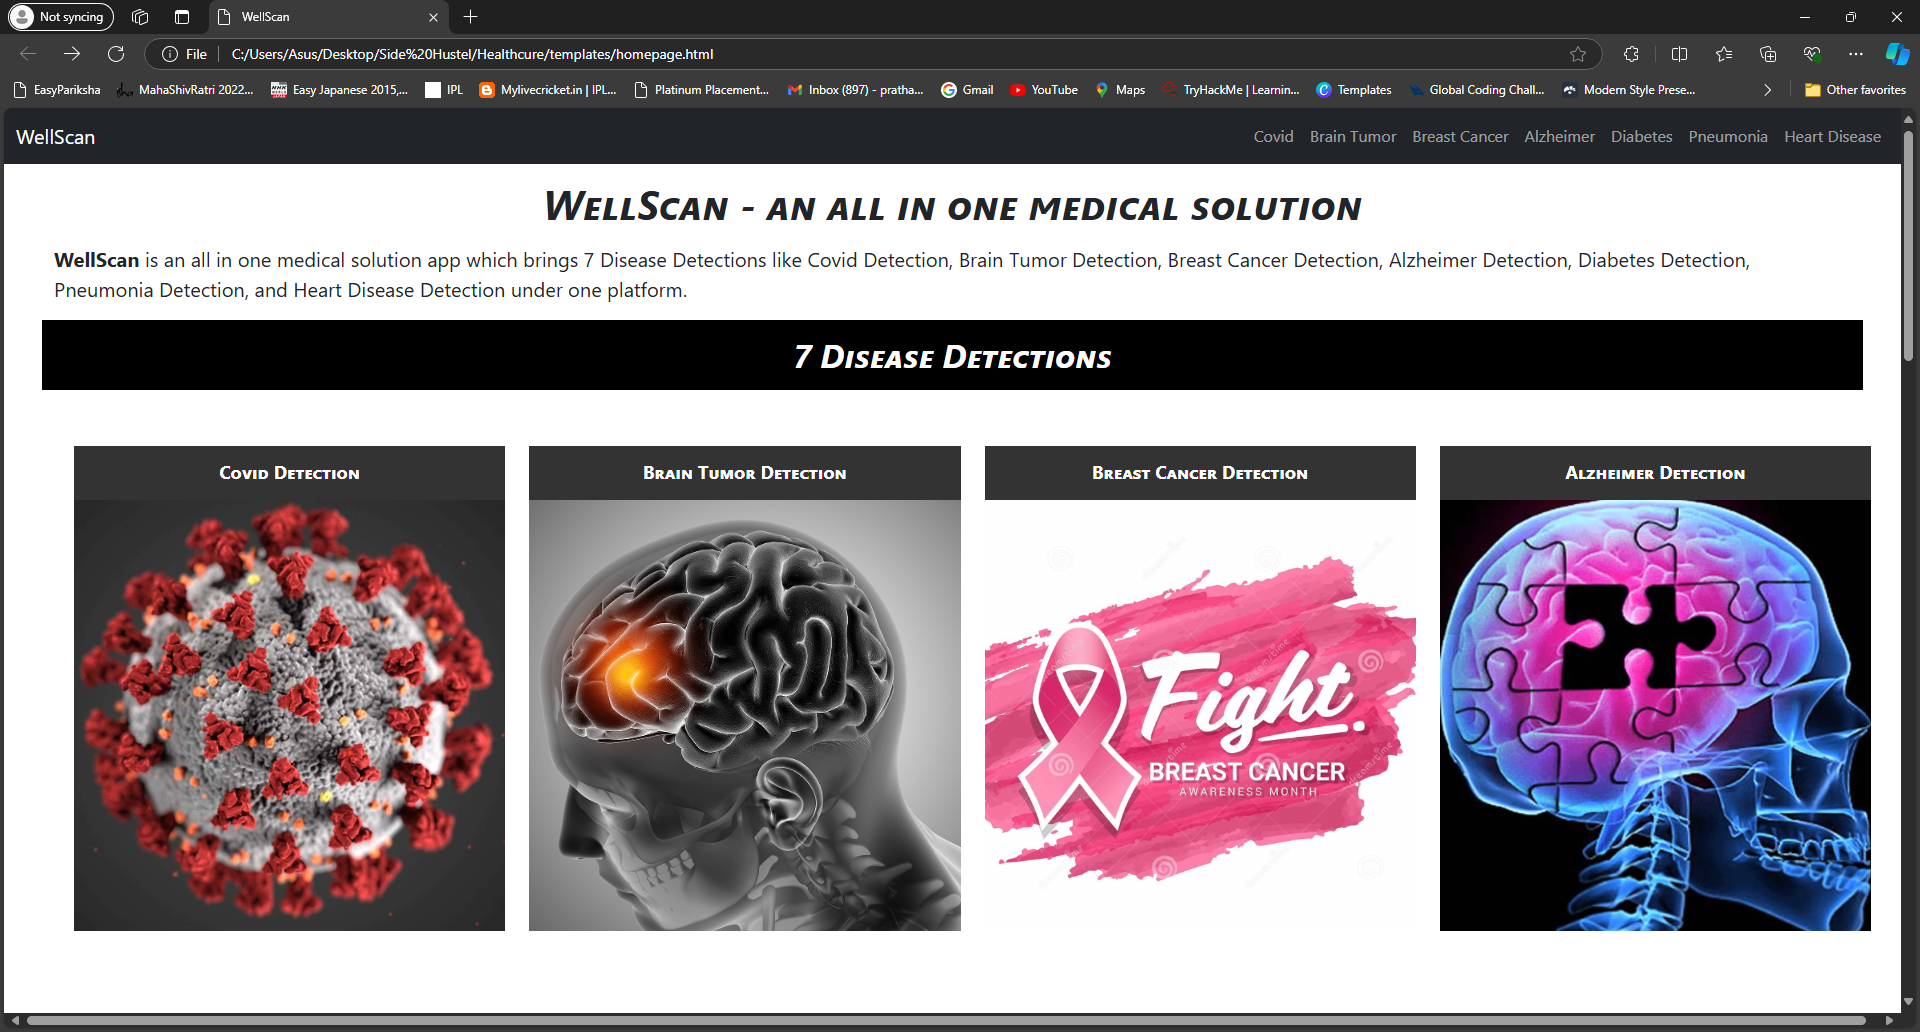 Not syncing
WellScan
File
C:/Users/Asus/Desktop/Side%20Hustel/Healthcure/templates/homepage.html
EasyPariksha
MahaShivRatri 2022...
Easy Japanese 2015,...
IPL
Mylivecricket.in | IPL...
Platinum Placement...
Inbox (897) - pratha...
Gmail
YouTube
Maps
TryHackMe | Learnin...
Templates
Global Coding Chall...
Modern Style Prese...
Other favorites
WellScan
Covid
Brain Tumor
Breast Cancer
Alzheimer
Diabetes
Pneumonia
Heart Disease
WellScan - an all in one medical solution
WellScan is an all in one medical solution app which brings 7 Disease Detections like Covid Detection, Brain Tumor Detection, Breast Cancer Detection, Alzheimer Detection, Diabetes Detection,
Pneumonia Detection, and Heart Disease Detection under one platform.
7 Disease Detections
Covid Detection
Brain Tumor Detection
Breast Cancer Detection
Alzheimer Detection
Fight
BREAST CANCER
AWARENESS MONTH